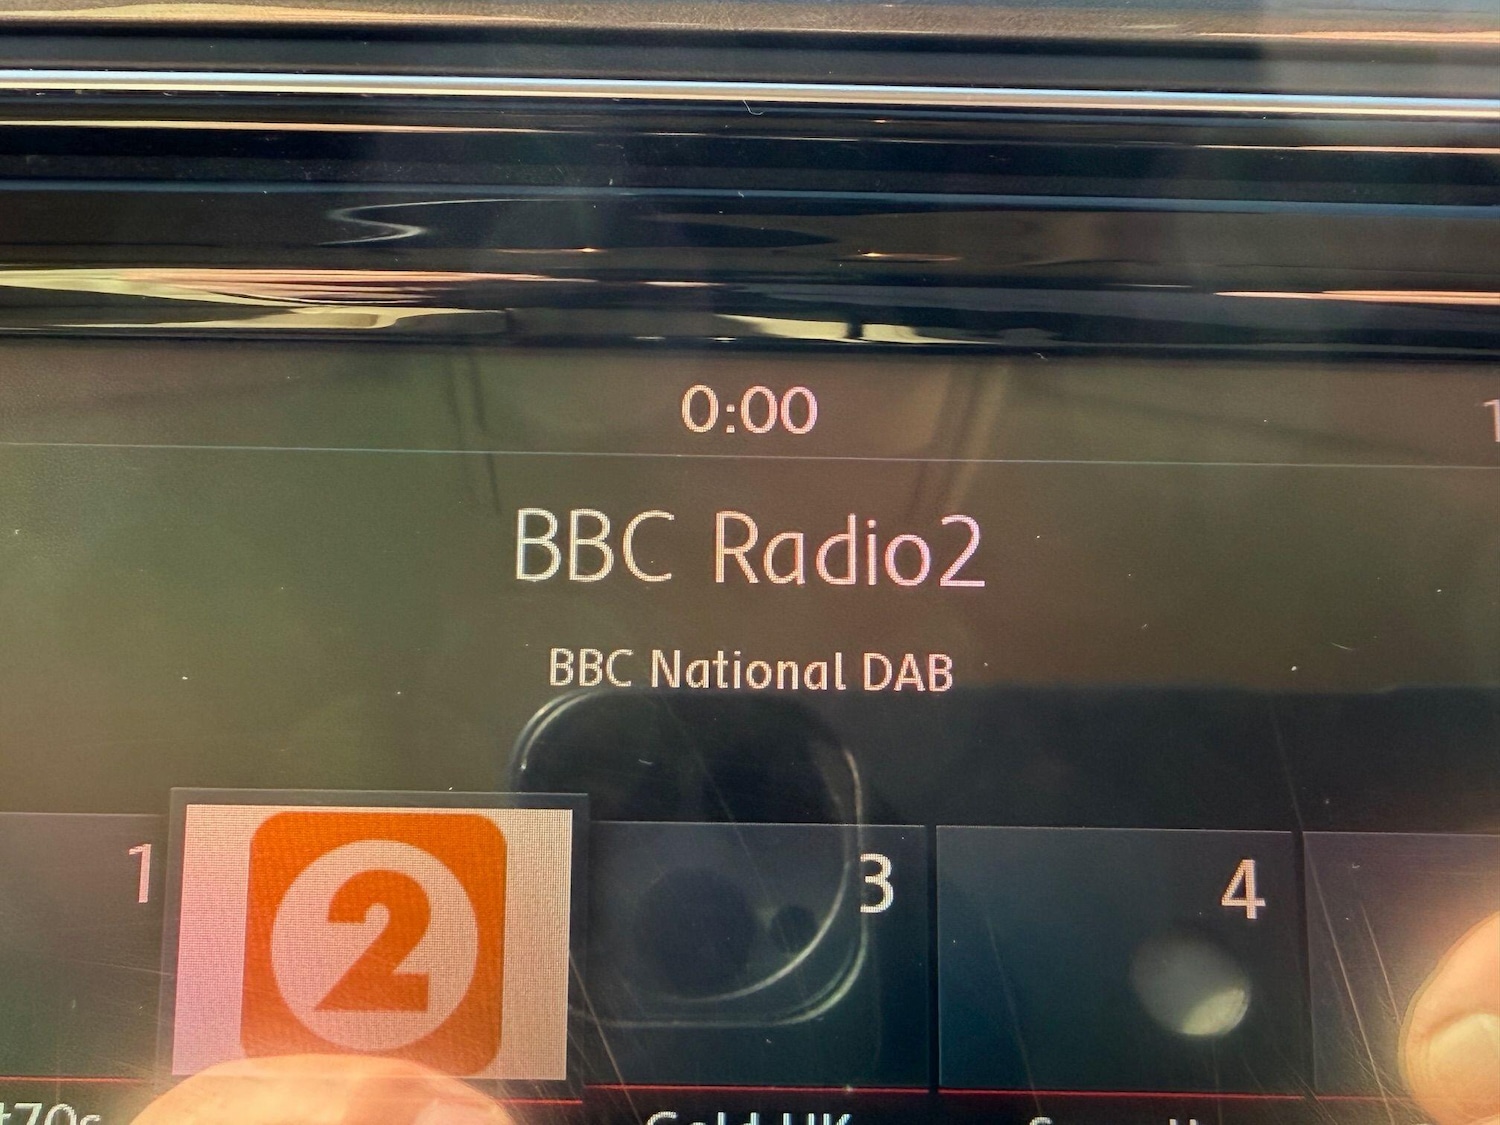 0:00
BBC Radio2
BBC National DAB
1
2
3
4